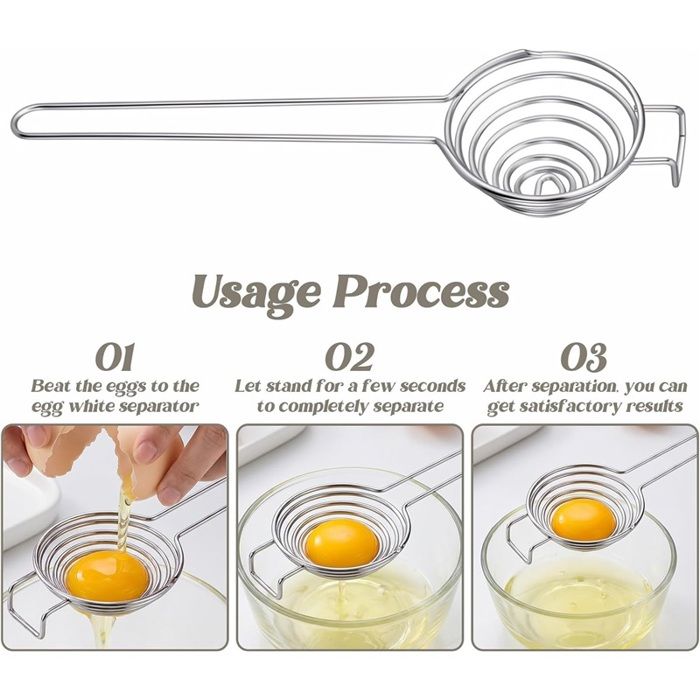 Usage Process
01
Beat the eggs to the
egg white separator
02
Let stand for a few seconds
to completely separate
03
After separation, you can
get satisfactory results